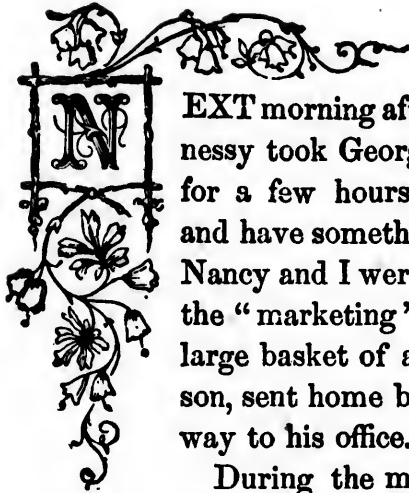 NEXT morning af
nessy took Georg
for a few hours
and have someth
Nancy and I wer
the “ marketing ”
large basket of a
son, sent home b
way to his office.
During the m